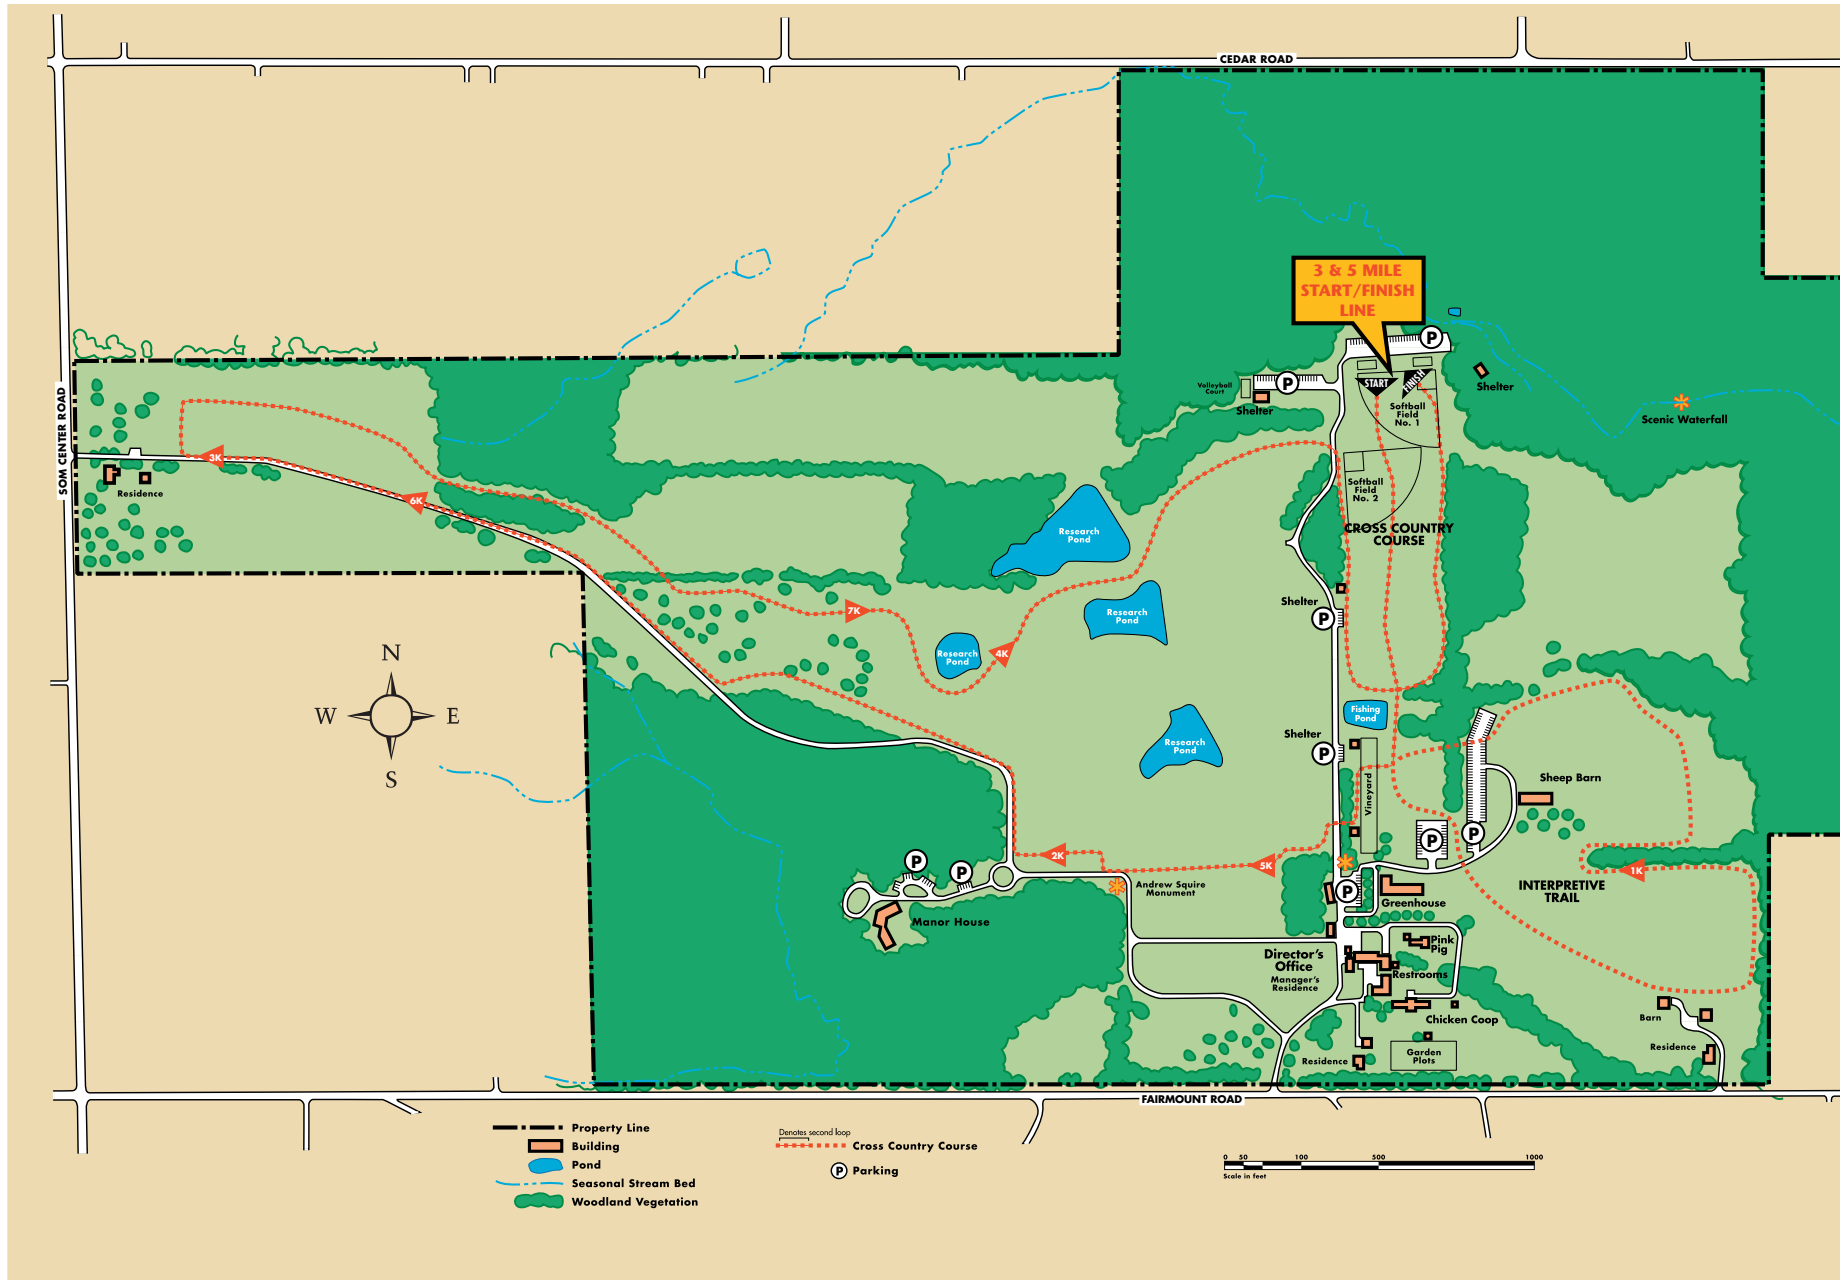 CEDAR ROAD
3 & 5 MILE
START/FINISH
LINE
P
START
FINISH
Softball
Field
No. 1
Shelter
Volleyball
Court
P
Shelter
Scenic Waterfall
SOM CENTER ROAD
3K
6K
Residence
Softball
Field
No. 2
CROSS COUNTRY
COURSE
Research
Pond
Research
Pond
Research
Pond
7K
4K
Shelter
P
N
W
E
S
Fishing
Pond
Shelter
P
Research
Pond
Vineyard
Sheep Barn
P
P
2K
5K
1K
P
P
P
Andrew Squire
Monument
INTERPRETIVE
TRAIL
Greenhouse
Manor House
Pink
Pig
Director's
Office
Manager's
Residence
Restrooms
Chicken Coop
Barn
Residence
Garden
Plots
Residence
FAIRMOUNT ROAD
Property Line
Building
Pond
Seasonal Stream Bed
Woodland Vegetation
Denotes second loop
Cross Country Course
P
Parking
0 50 100 500 1000
Scale in feet